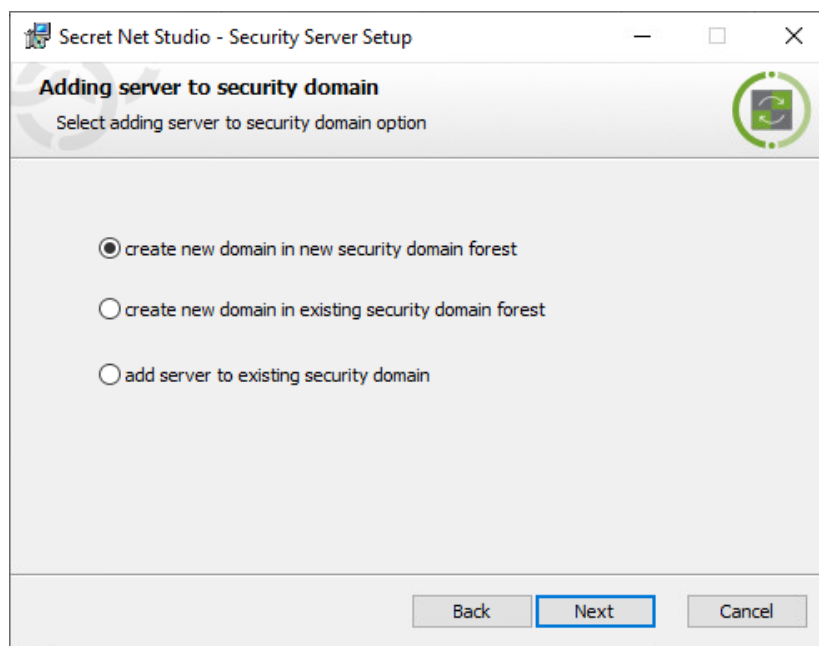 Secret Net Studio - Security Server Setup
Adding server to security domain
Select adding server to security domain option
create new domain in new security domain forest
create new domain in existing security domain forest
add server to existing security domain
Back Next Cancel